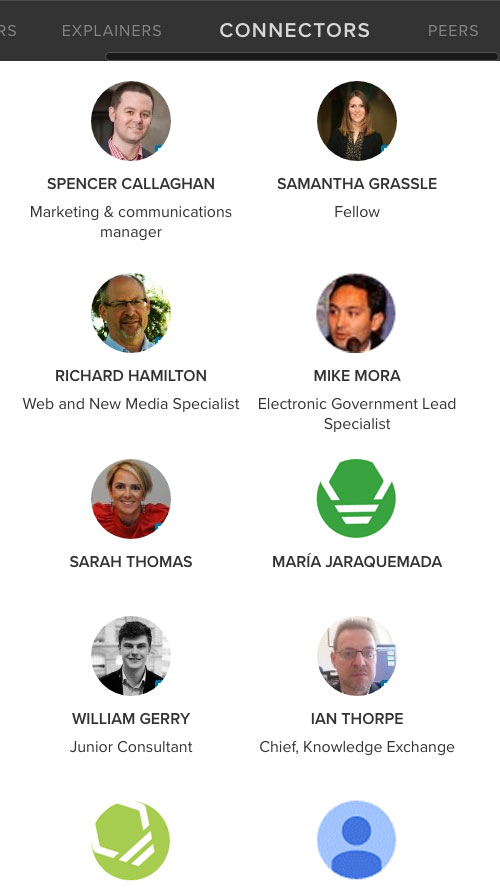 RS EXPLAINERS CONNECTORS PEERS
SPENCER CALLAGHAN
Marketing & communications
manager
SAMANTHA GRASSLE
Fellow
RICHARD HAMILTON
Web and New Media Specialist
MIKE MORA
Electronic Government Lead
Specialist
SARAH THOMAS
MARÍA JARAQUEMADA
WILLIAM GERRY
Junior Consultant
IAN THORPE
Chief, Knowledge Exchange